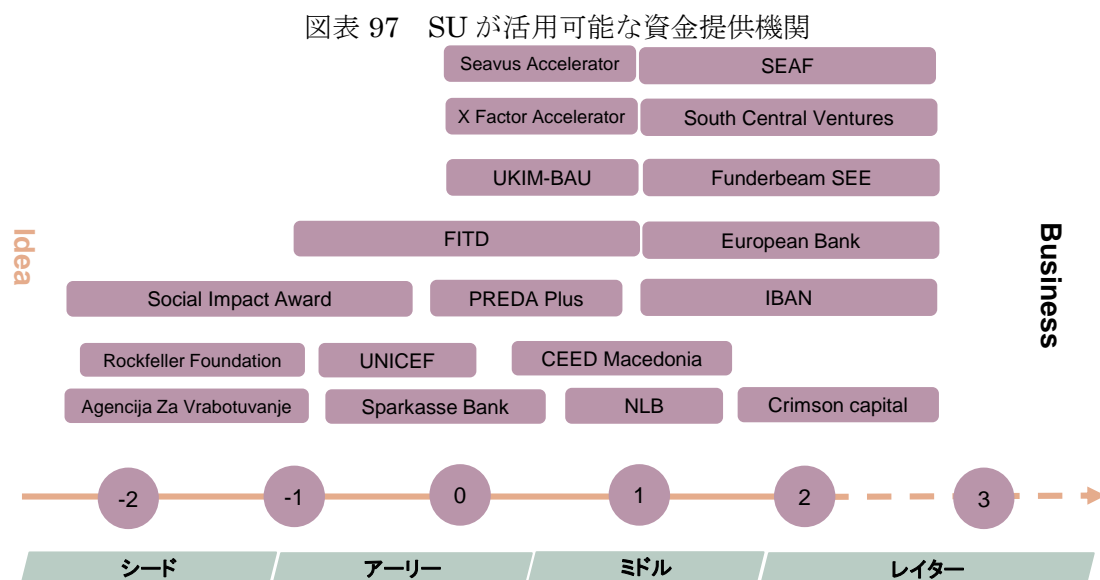 図表 97 SU が活用可能な資金提供機関
Seavus Accelerator
SEAF
X Factor Accelerator
South Central Ventures
UKIM-BAU
Funderbeam SEE
FITD
European Bank
Idea
Business
Social Impact Award
PREDA Plus
IBAN
Rockfeller Foundation
UNICEF
CEED Macedonia
Agencija Za Vrabotuvanje
Sparkasse Bank
NLB
Crimson capital
-2
-1
0
1
2
3
シード
アーリー
ミドル
レイター